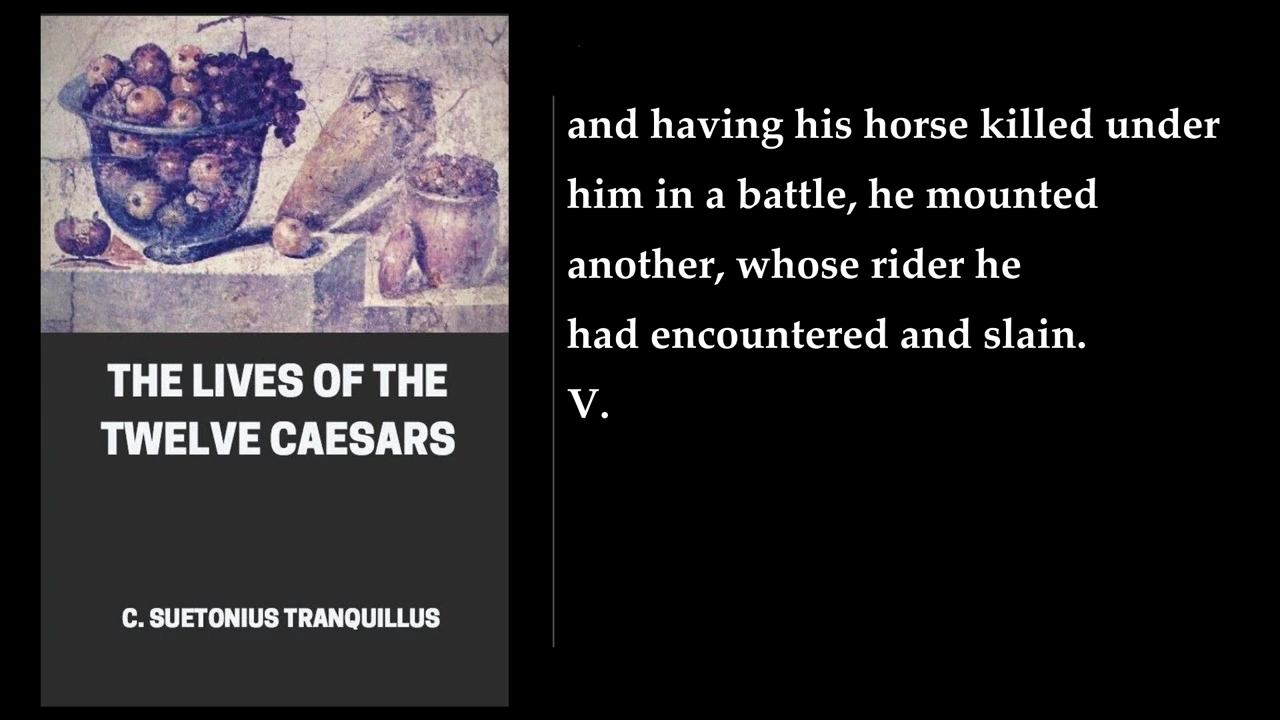 THE LIVES OF THE
TWELVE CAESARS
C. SUETONIUS TRANQUILLUS
and having his horse killed under
him in a battle, he mounted
another, whose rider he
had encountered and slain.
V.